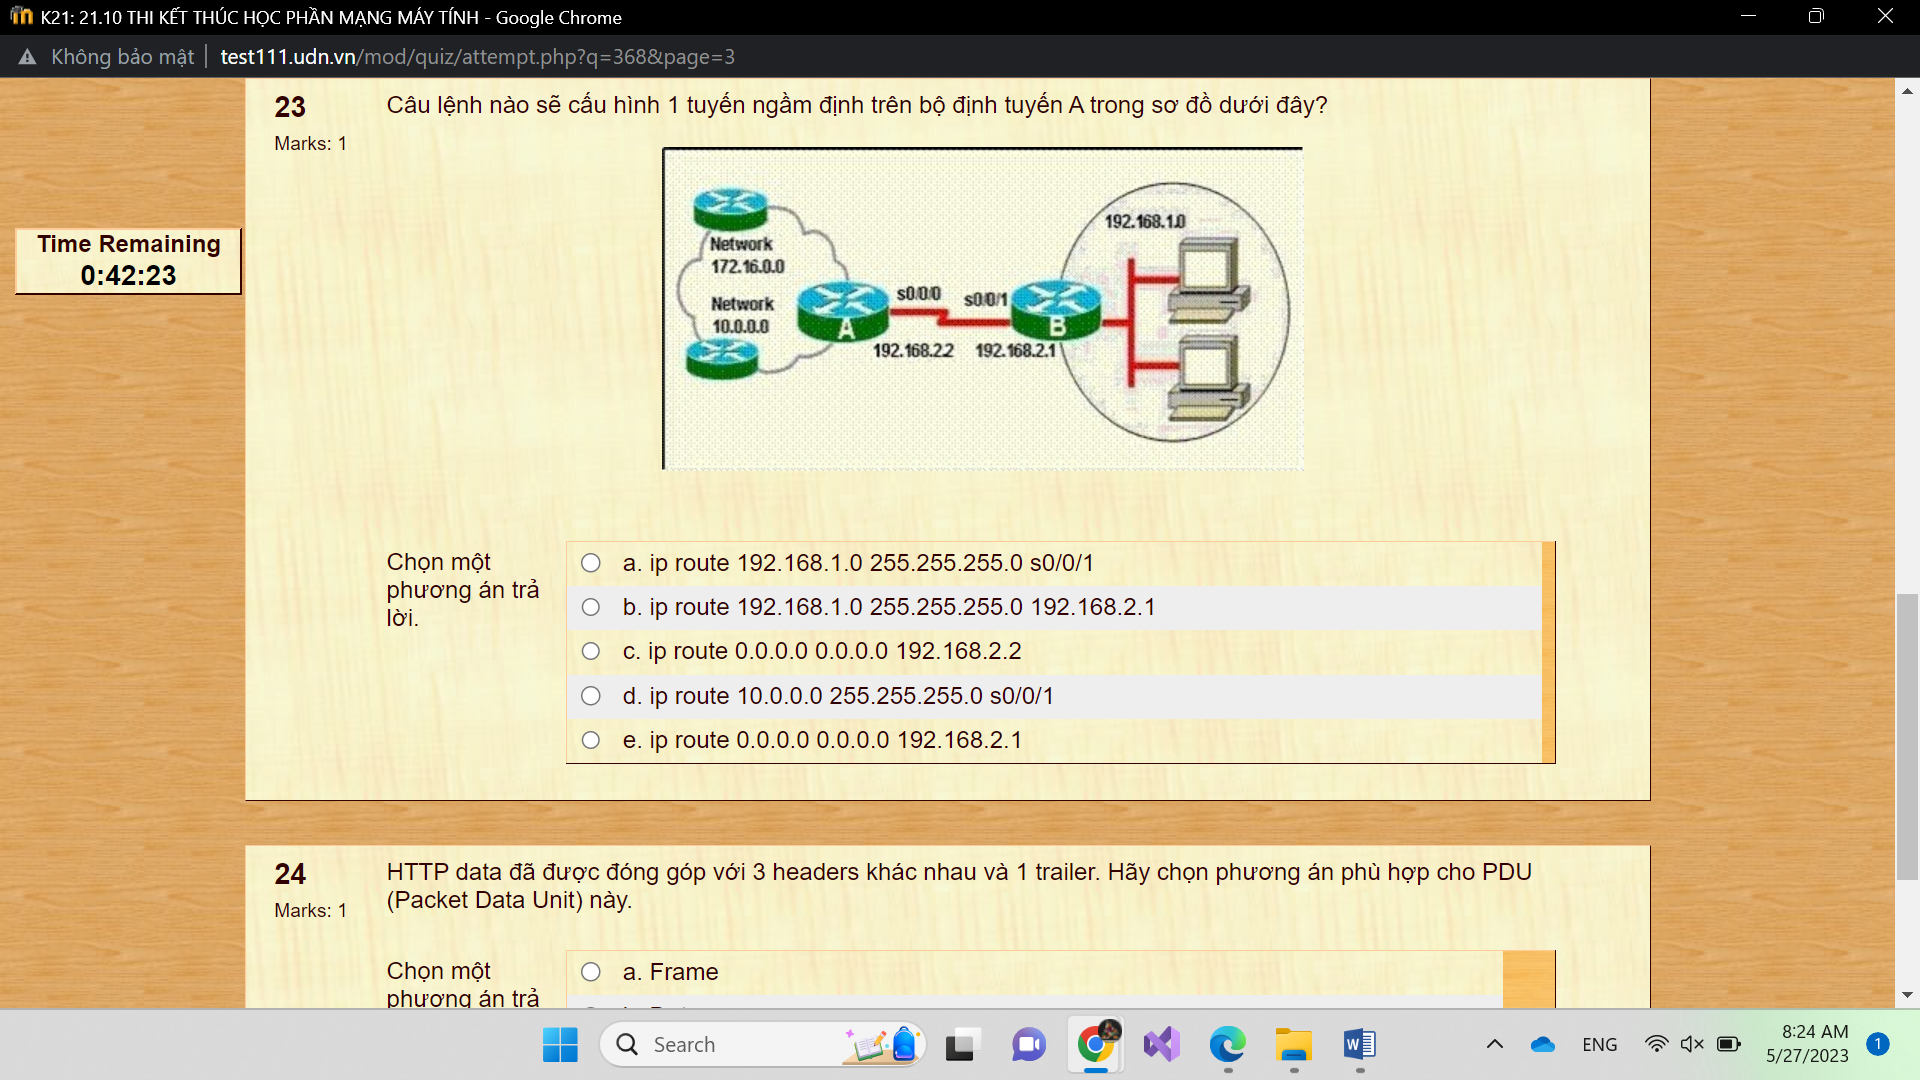 K21: 21.10 THI KẾT THÚC HỌC PHẦN MẠNG MÁY TÍNH - Google Chrome
Không bảo mật
test111.udn.vn/mod/quiz/attempt.php?q=368&page=3
Time Remaining
0:42:23
23
Marks: 1
Câu lệnh nào sẽ cấu hình 1 tuyến ngầm định trên bộ định tuyến A trong sơ đồ dưới đây?
192.168.1.0
Network
172.16.0.0
s0/0/0
s0/0/1
Network
10.0.0.0
A
B
192.168.2.2
192.168.2.1
Chọn một
phương án trả
lời.
a. ip route 192.168.1.0 255.255.255.0 s0/0/1
b. ip route 192.168.1.0 255.255.255.0 192.168.2.1
c. ip route 0.0.0.0 0.0.0.0 192.168.2.2
d. ip route 10.0.0.0 255.255.255.0 s0/0/1
e. ip route 0.0.0.0 0.0.0.0 192.168.2.1
24
Marks: 1
HTTP data đã được đóng góp với 3 headers khác nhau và 1 trailer. Hãy chọn phương án phù hợp cho PDU
(Packet Data Unit) này.
Chọn một
phương án trả
a. Frame
Search
ENG
8:24 AM
5/27/2023
1